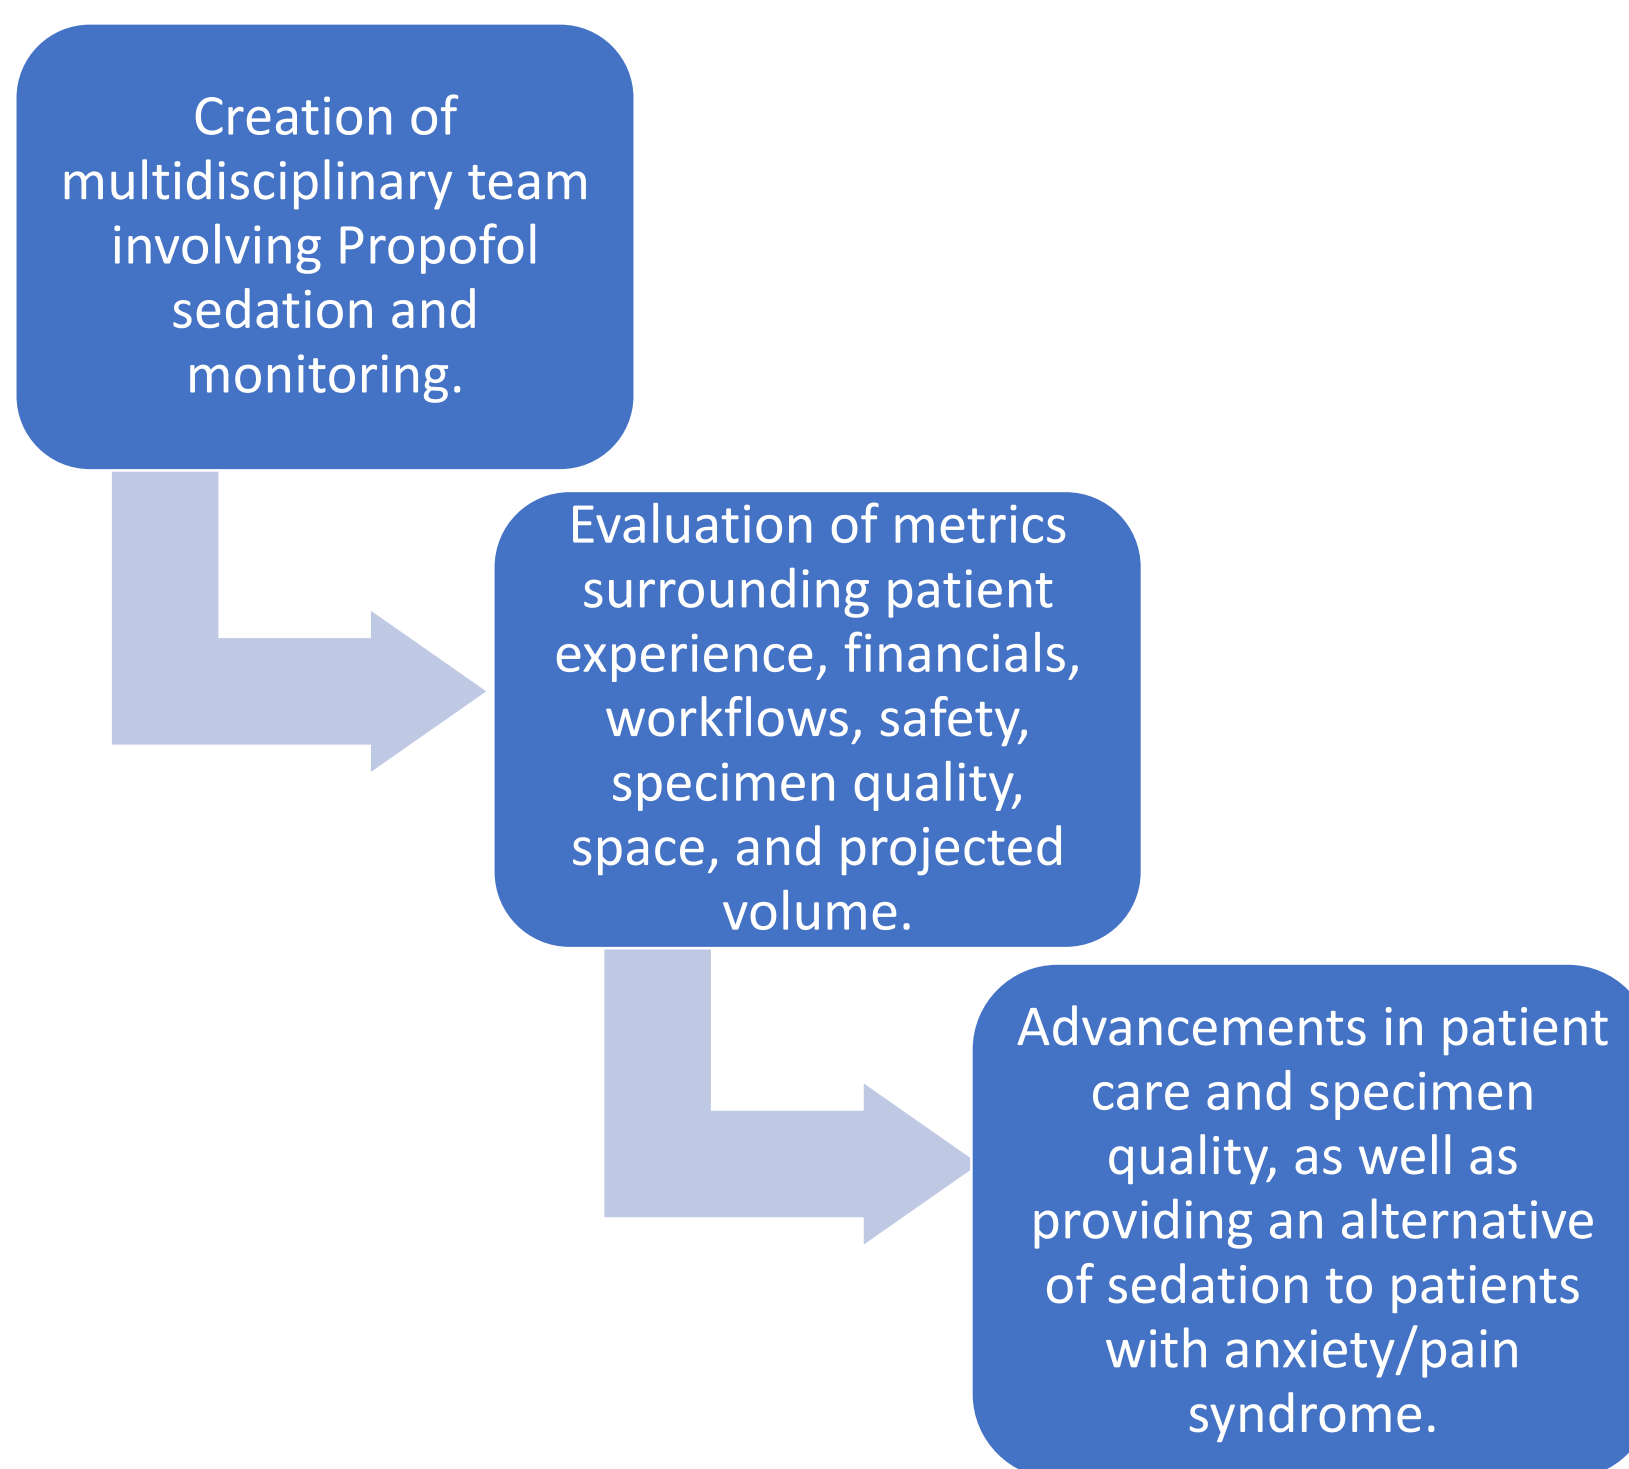 Creation of
multidisciplinary team
involving Propofol
sedation and
monitoring.
Evaluation of metrics
surrounding patient
experience, financials,
workflows, safety,
specimen quality,
space, and projected
volume.
Advancements in patient
care and specimen
quality, as well as
providing an alternative
of sedation to patients
with anxiety/pain
syndrome.